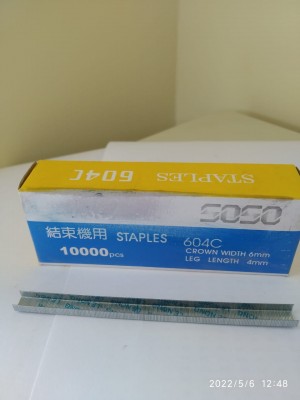 STAPLES 604C
SOSO
結束機用 STAPLES 604C
10000pcs
CROWN WIDTH 6mm
LEG LENGTH 4mm
2022/5/6 12:48